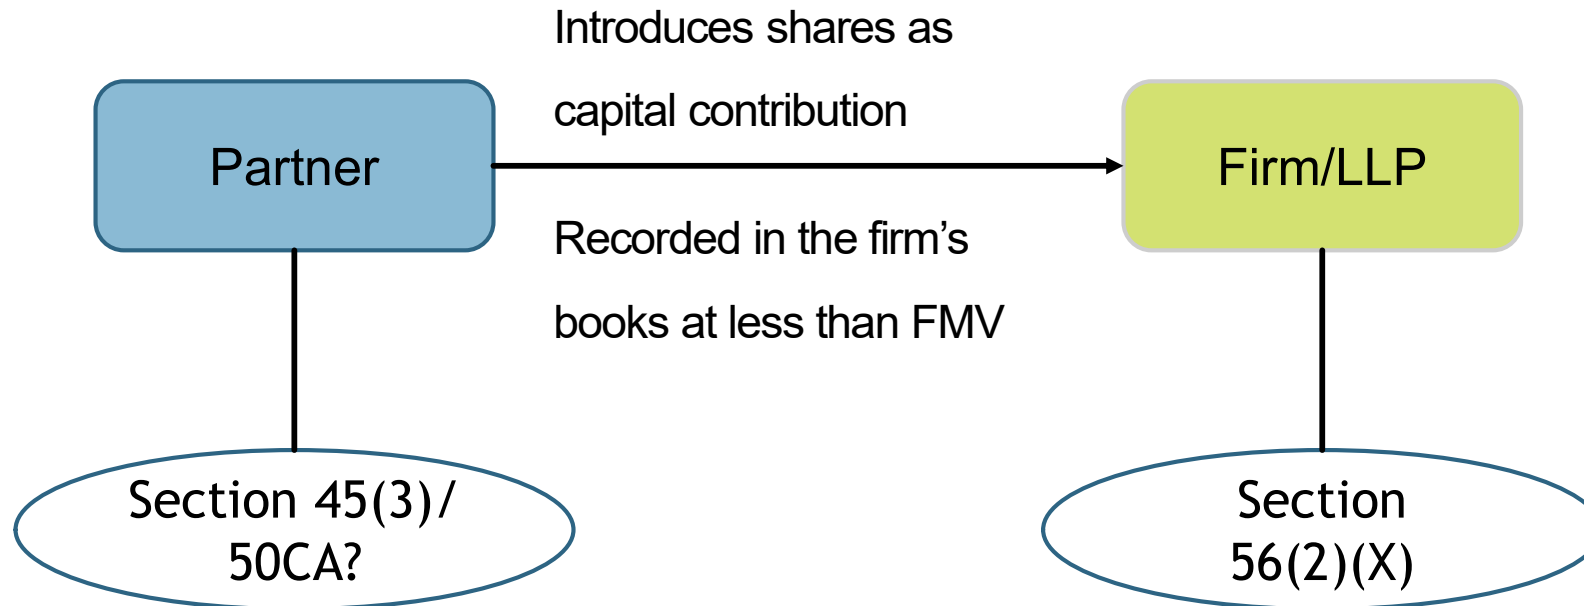 Introduces shares as
capital contribution
Partner
Firm/LLP
Recorded in the firm’s
books at less than FMV
Section 45(3)/
50CA?
Section
56(2)(X)